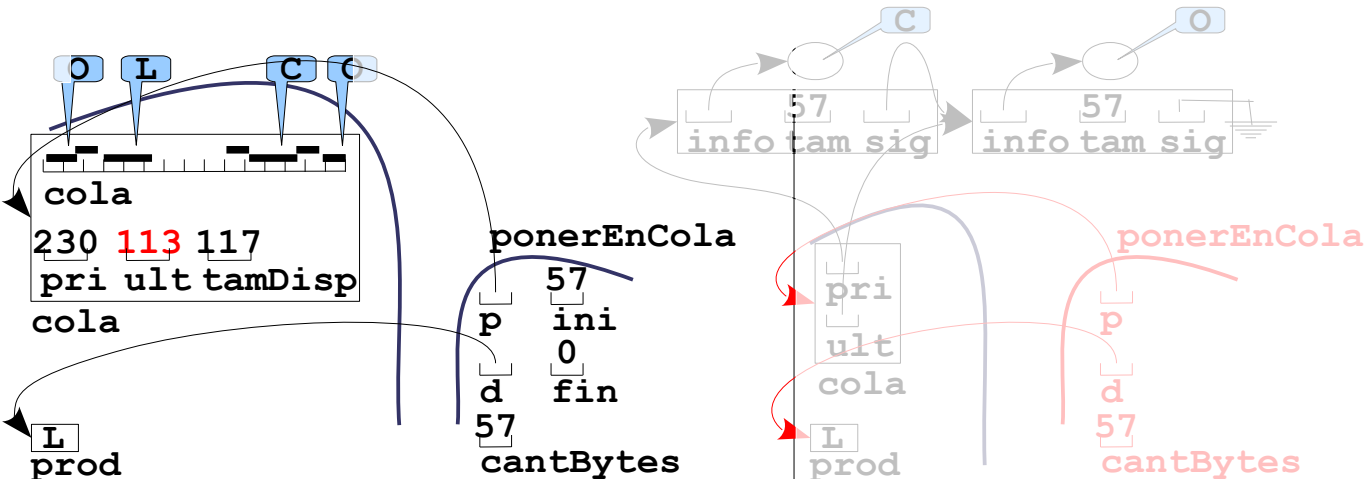 O L C O
cola
230 113 117
pri ult tamDisp
cola
ponerEnCola
57
p ini
0
d fin
57
cantBytes
L
prod
C O
57 57
info tam sig info tam sig
pri
ult
cola
ponerEnCola
p
d
57
cantBytes
L
prod